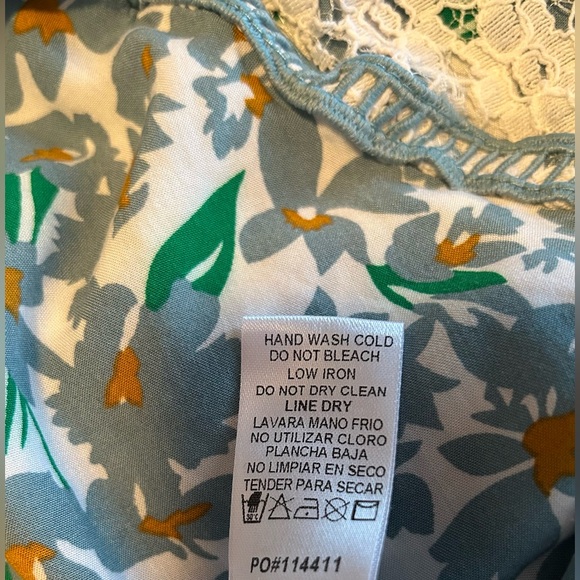 HAND WASH COLD
DO NOT BLEACH
LOW IRON
DO NOT DRY CLEAN
LINE DRY
LAVARA MANO FRIO
NO UTILIZAR CLORO
PLANCHA BAJA
NO LIMPIAR EN SECO
TENDER PARA SECAR
PO#114411